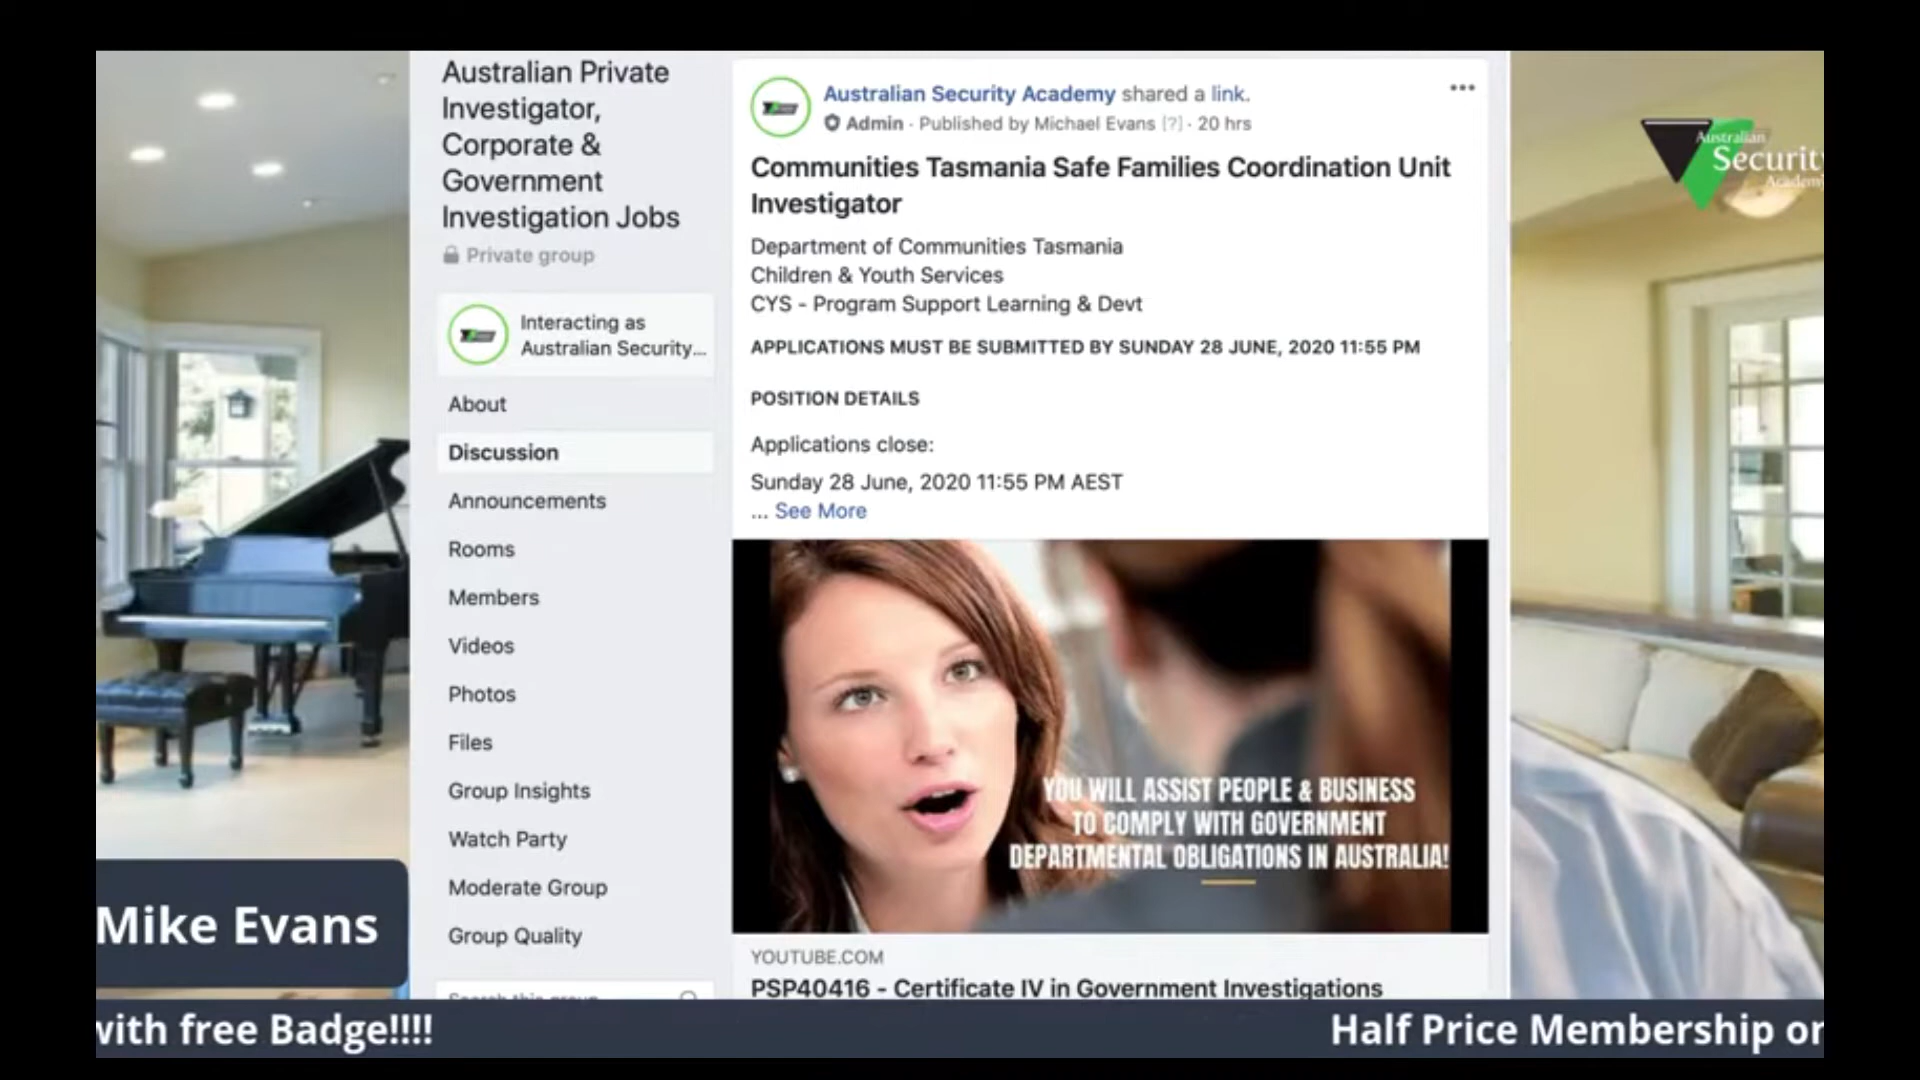 Australian Private
Investigator,
Corporate &
Government
Investigation Jobs
Private group
Interacting as
Australian Security...
About
Discussion
Announcements
Rooms
Members
Videos
Photos
Files
Group Insights
Watch Party
Moderate Group
Group Quality
Search this group
Australian Security Academy shared a link.
Admin · Published by Michael Evans [?] · 20 hrs
Communities Tasmania Safe Families Coordination Unit
Investigator
Department of Communities Tasmania
Children & Youth Services
CYS - Program Support Learning & Devt
APPLICATIONS MUST BE SUBMITTED BY SUNDAY 28 JUNE, 2020 11:55 PM
POSITION DETAILS
Applications close:
Sunday 28 June, 2020 11:55 PM AEST
... See More
YOU WILL ASSIST PEOPLE & BUSINESS
TO COMPLY WITH GOVERNMENT
DEPARTMENTAL OBLIGATIONS IN AUSTRALIA!
YOUTUBE.COM
PSP40416 - Certificate IV in Government Investigations
Australian
Security
Academy
Mike Evans
with free Badge!!!!
Half Price Membership or